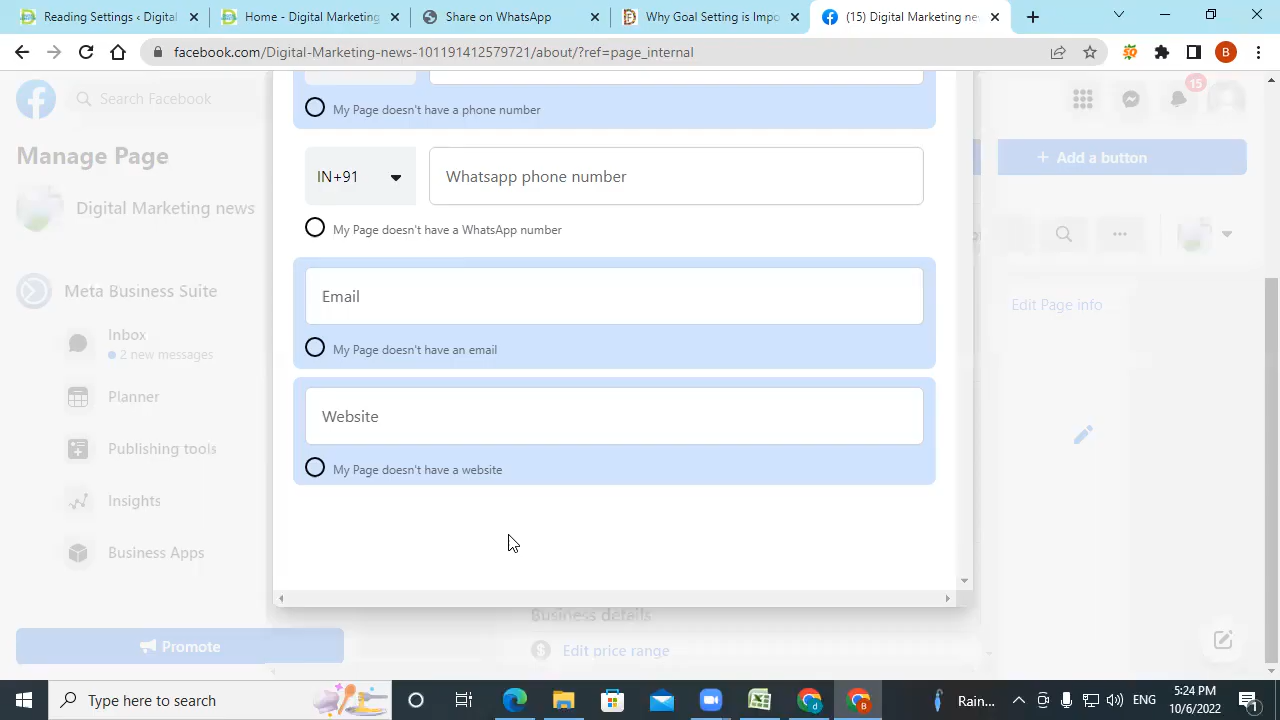 Reading Settings ‹ Digital
Home - Digital Marketing
Share on WhatsApp
Why Goal Setting is Impo
(15) Digital Marketing ne
facebook.com/Digital-Marketing-news-101191412579721/about/?ref=page_internal
B
Search Facebook
15
My Page doesn't have a phone number
Manage Page
+ Add a button
IN+91
Whatsapp phone number
Digital Marketing news
My Page doesn't have a WhatsApp number
Meta Business Suite
Email
Edit Page info
Inbox
2 new messages
My Page doesn't have an email
Planner
Website
Publishing tools
My Page doesn't have a website
Insights
Business Apps
Business details
Promote
Edit price range
Type here to search
Rain...
ENG
5:24 PM
10/6/2022
1